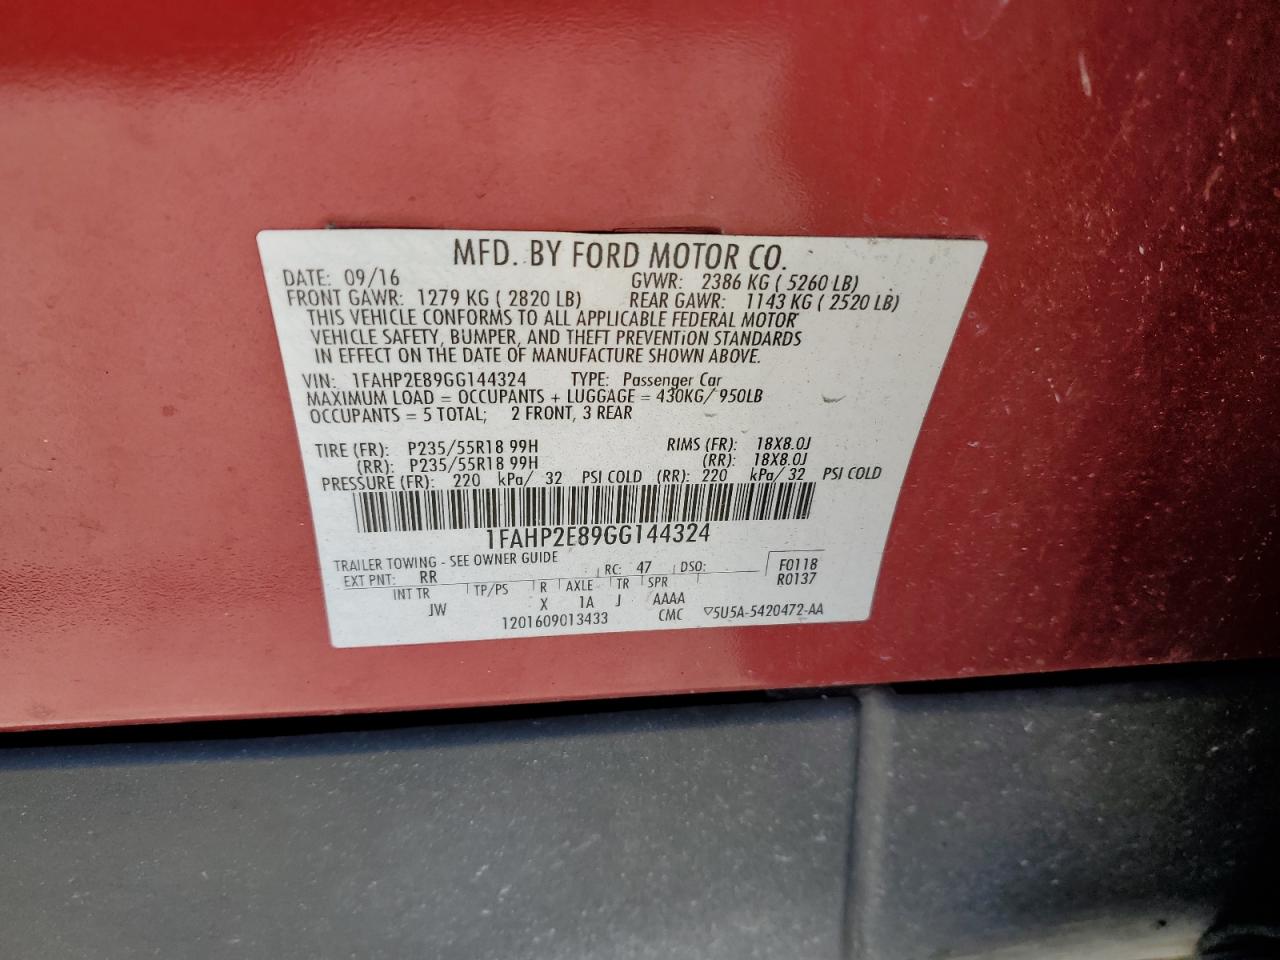 MFD. BY FORD MOTOR CO.
DATE: 09/16 GVWR: 2386 KG ( 5260 LB)
FRONT GAWR: 1279 KG ( 2820 LB) REAR GAWR: 1143 KG ( 2520 LB)
THIS VEHICLE CONFORMS TO ALL APPLICABLE FEDERAL MOTOR
VEHICLE SAFETY, BUMPER, AND THEFT PREVENTION STANDARDS
IN EFFECT ON THE DATE OF MANUFACTURE SHOWN ABOVE.
VIN: 1FAHP2E89GG144324 TYPE: Passenger Car
MAXIMUM LOAD = OCCUPANTS + LUGGAGE = 430KG/ 950LB
OCCUPANTS = 5 TOTAL; 2 FRONT, 3 REAR
TIRE (FR): P235/55R18 99H RIMS (FR): 18X8.0J
(RR): P235/55R18 99H (RR): 18X8.0J
PRESSURE (FR): 220 kPa/ 32 PSI COLD (RR): 220 kPa/ 32 PSI COLD
1FAHP2E89GG144324
TRAILER TOWING - SEE OWNER GUIDE
EXT PNT: RR RC: 47 DSO: F0118
INT TR TP/PS R AXLE TR SPR R0137
JW X 1A J AAAA
1201609013433 CMC ▽5U5A-5420472-AA